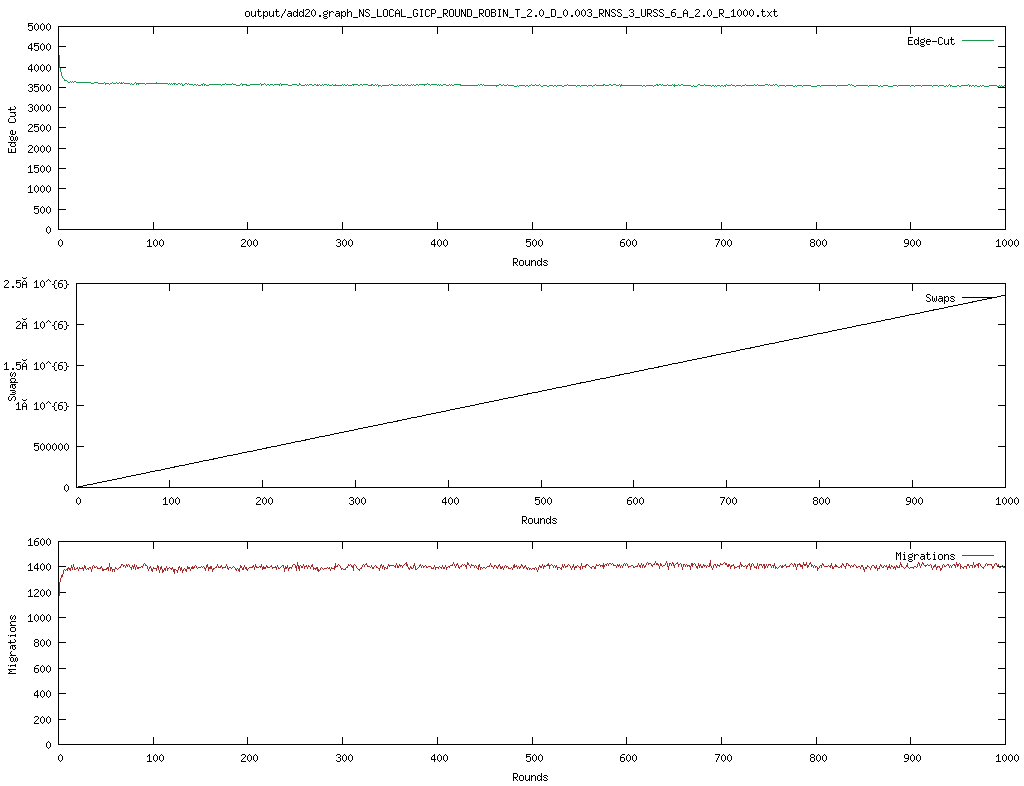 output/add20.graph_NS_LOCAL_GICP_ROUND_ROBIN_T_2.0_D_0.003_RNSS_3_URSS_6_A_2.0_R_1000.txt
5000
4500
4000
3500
3000
2500
2000
1500
1000
500
0
Edge Cut
Edge-Cut
0 100 200 300 400 500 600 700 800 900 1000
Rounds
2.5Ã 10^{6}
2Ã 10^{6}
1.5Ã 10^{6}
1Ã 10^{6}
500000
0
Swaps
Swaps
0 100 200 300 400 500 600 700 800 900 1000
Rounds
1600
1400
1200
1000
800
600
400
200
0
Migrations
Migrations
0 100 200 300 400 500 600 700 800 900 1000
Rounds